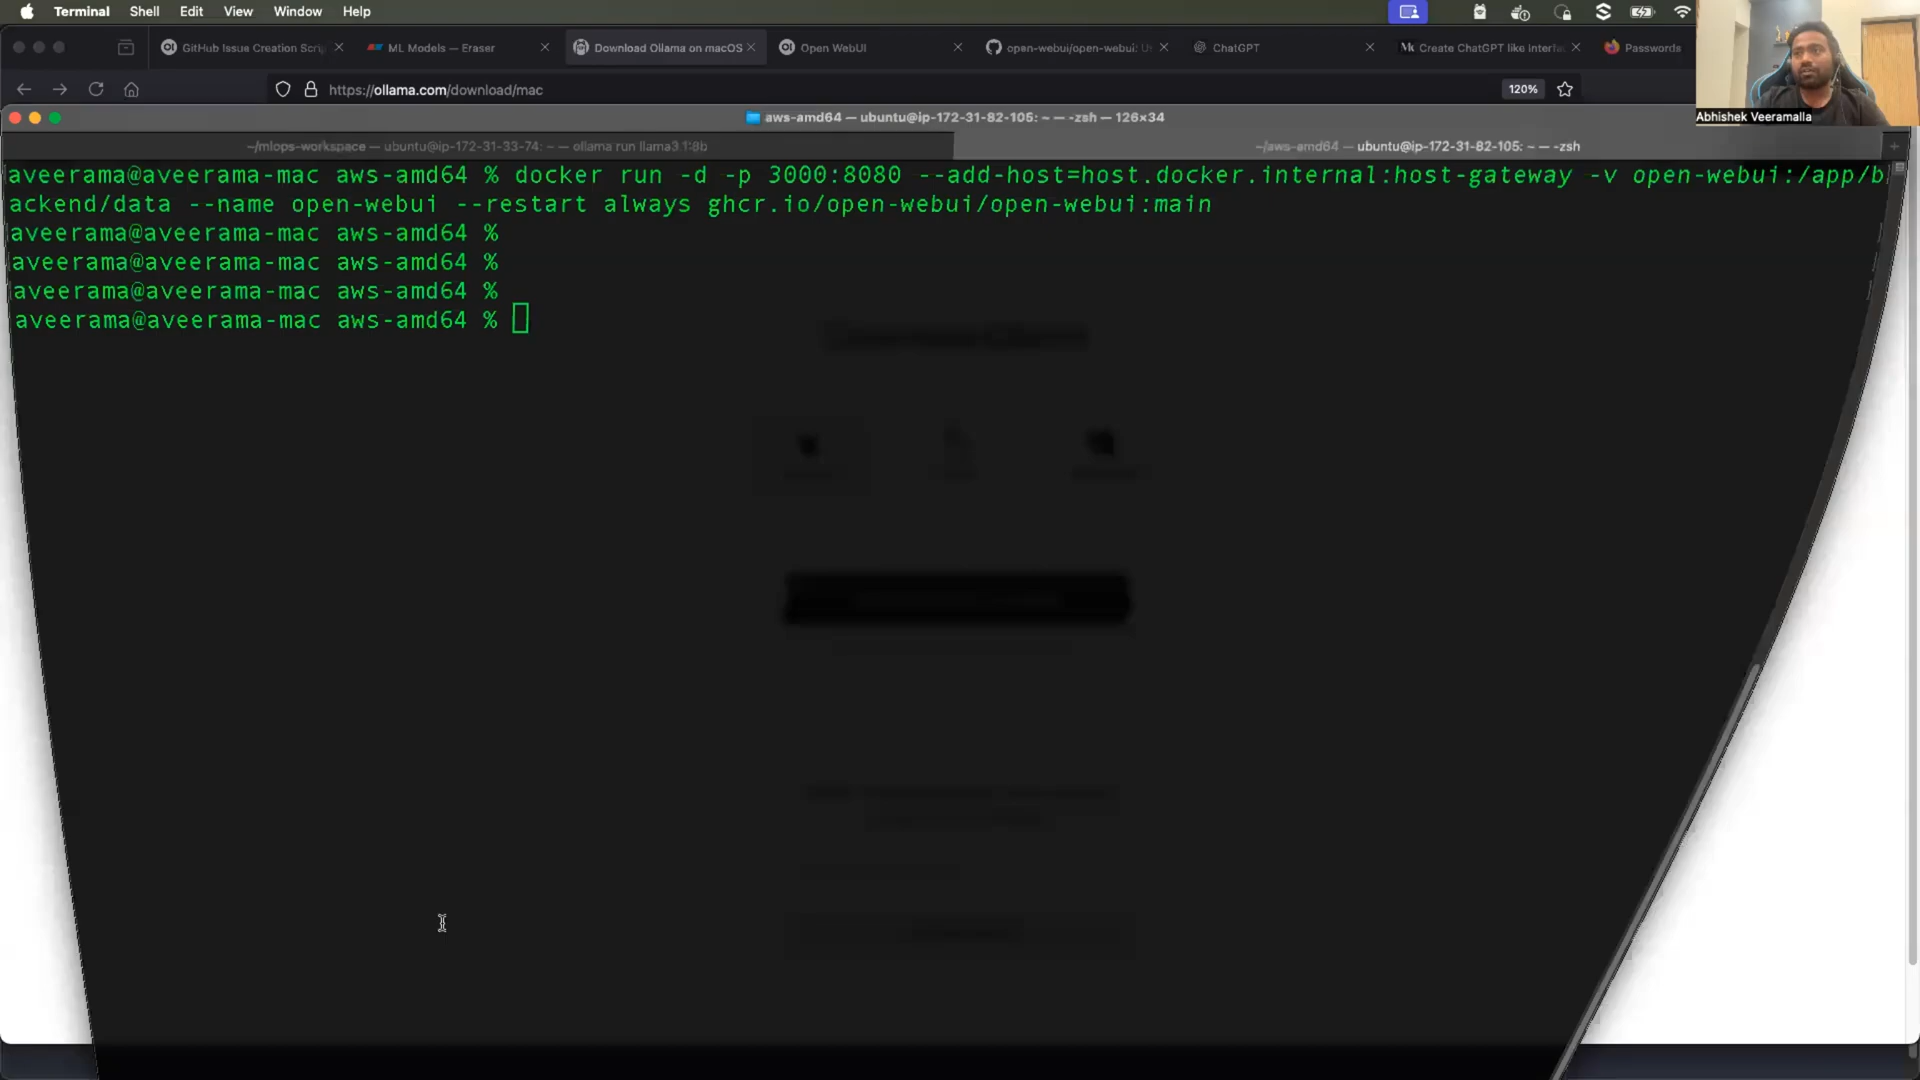 Terminal Shell Edit View Window Help
GitHub Issue Creation Scri
ML Models — Eraser
Download Ollama on macOS
Open WebUI
open-webui/open-webui: U
ChatGPT
Create ChatGPT like interfa
Passwords
https://ollama.com/download/mac
120%
Abhishek Veeramalla
aws-amd64 — ubuntu@ip-172-31-82-105: ~ — -zsh — 126×34
~/mlops-workspace — ubuntu@ip-172-31-33-74: ~ — ollama run llama3.1:8b
~/aws-amd64 — ubuntu@ip-172-31-82-105: ~ — -zsh
aveerama@aveerama-mac aws-amd64 % docker run -d -p 3000:8080 --add-host=host.docker.internal:host-gateway -v open-webui:/app/b
ackend/data --name open-webui --restart always ghcr.io/open-webui/open-webui:main
aveerama@aveerama-mac aws-amd64 %
aveerama@aveerama-mac aws-amd64 %
aveerama@aveerama-mac aws-amd64 %
aveerama@aveerama-mac aws-amd64 %